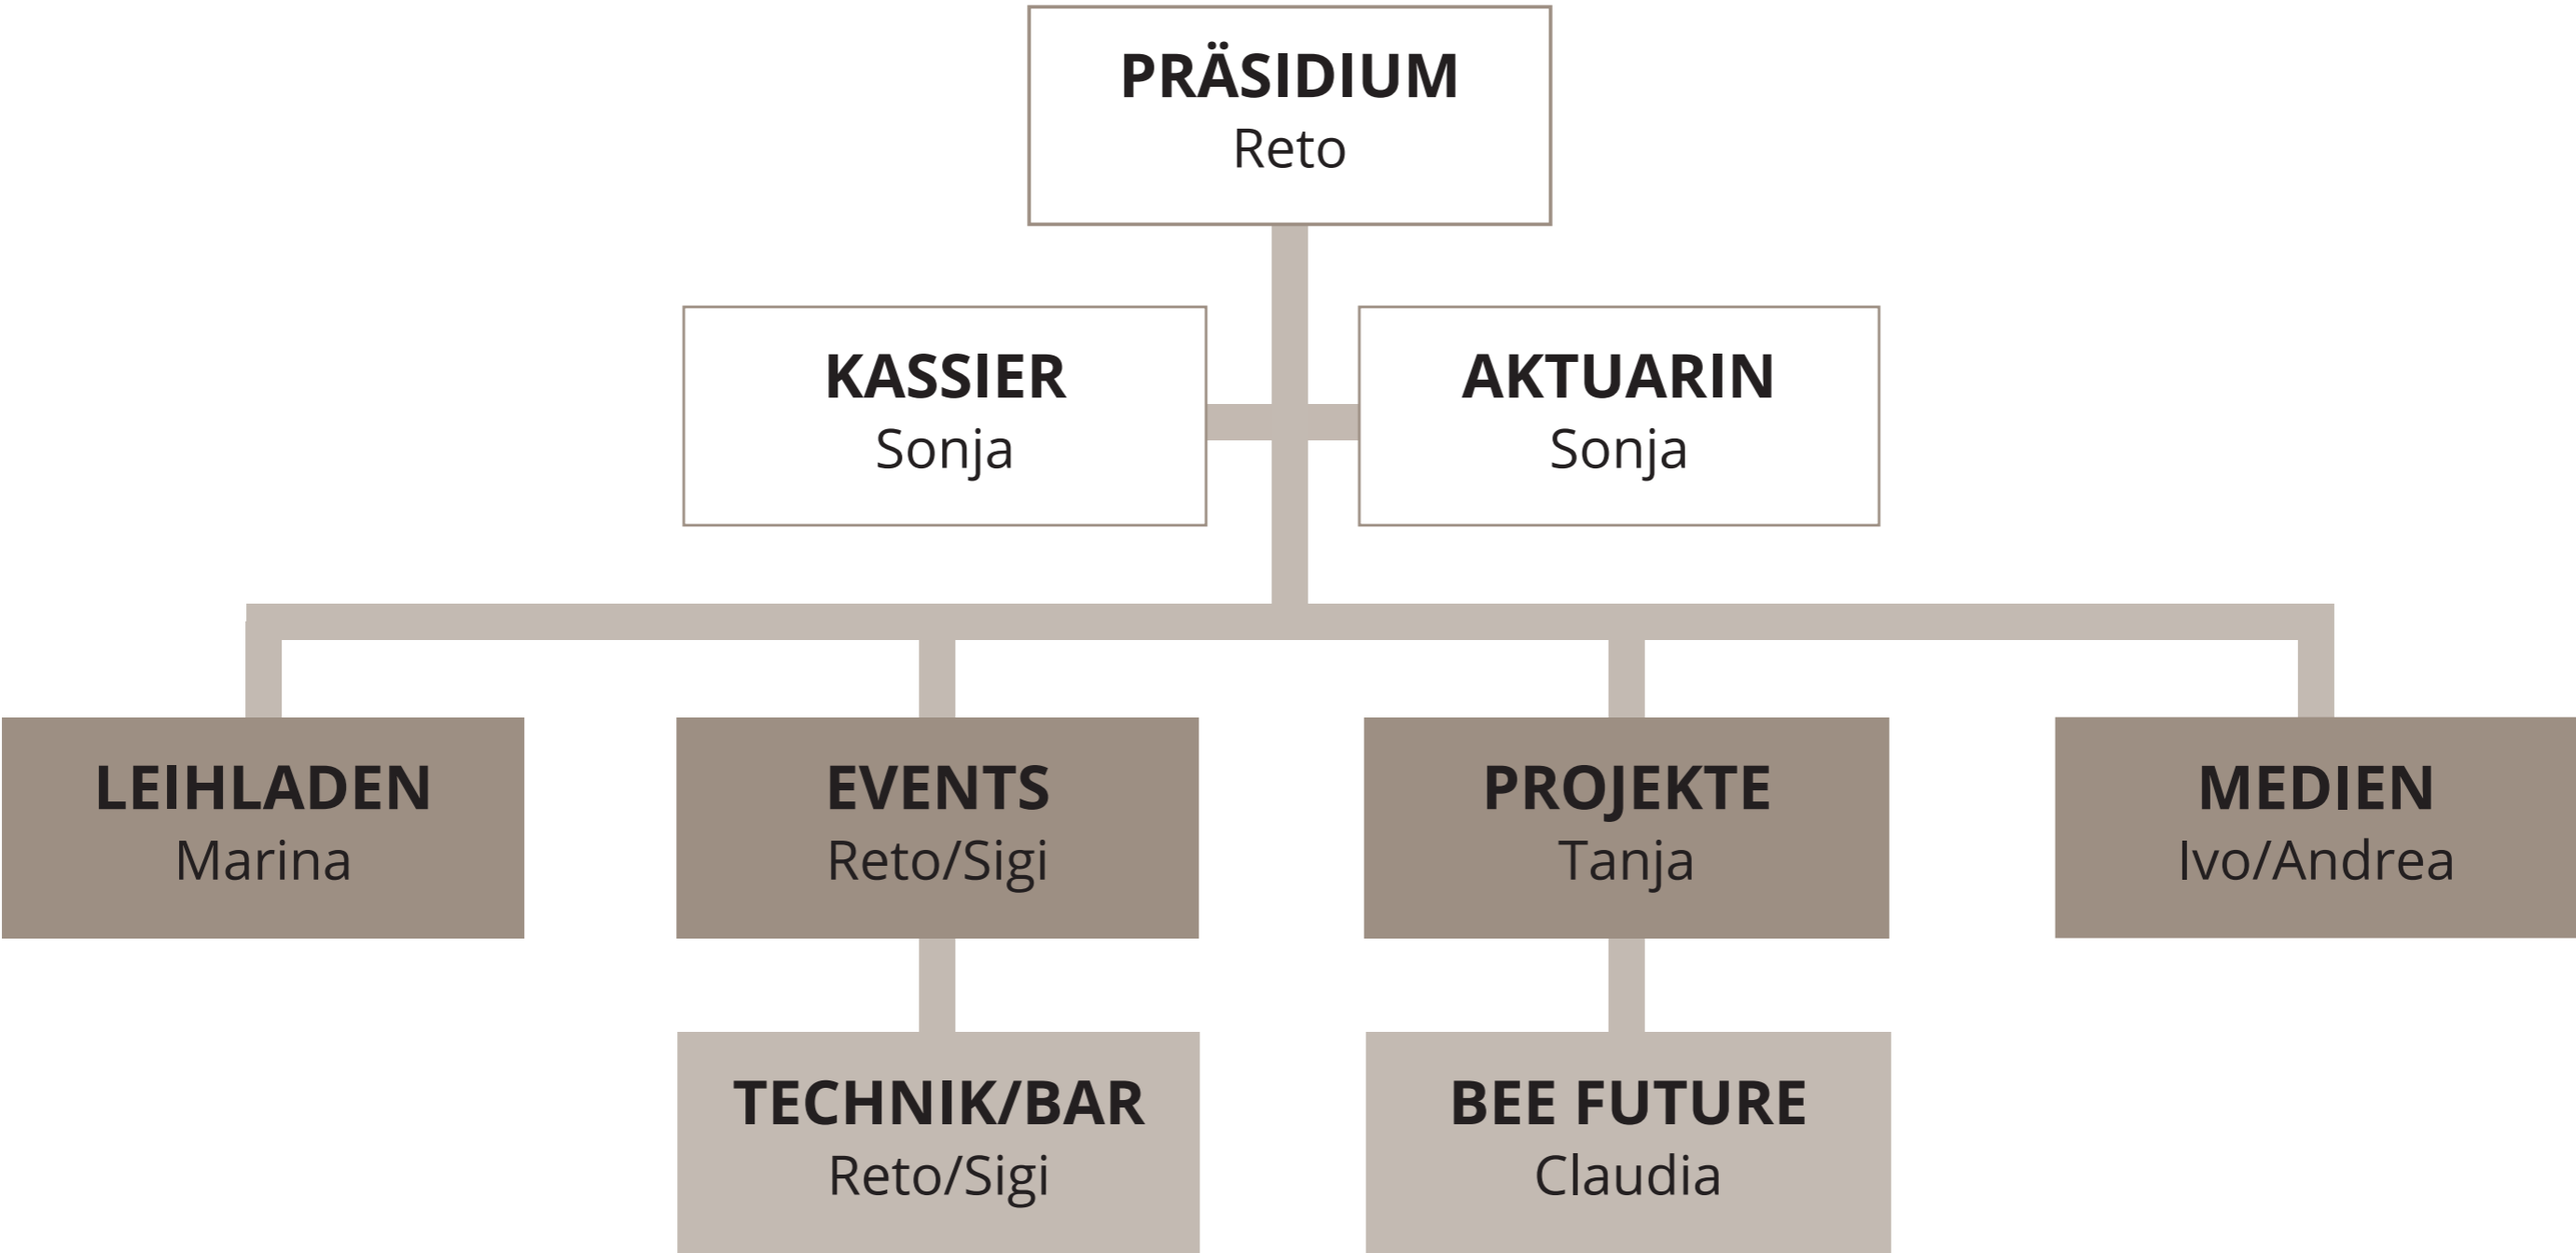 PRÄSIDIUM
Reto
KASSIER
Sonja
AKTUARIN
Sonja
LEIHLADEN
Marina
EVENTS
Reto/Sigi
PROJEKTE
Tanja
MEDIEN
Ivo/Andrea
TECHNIK/BAR
Reto/Sigi
BEE FUTURE
Claudia